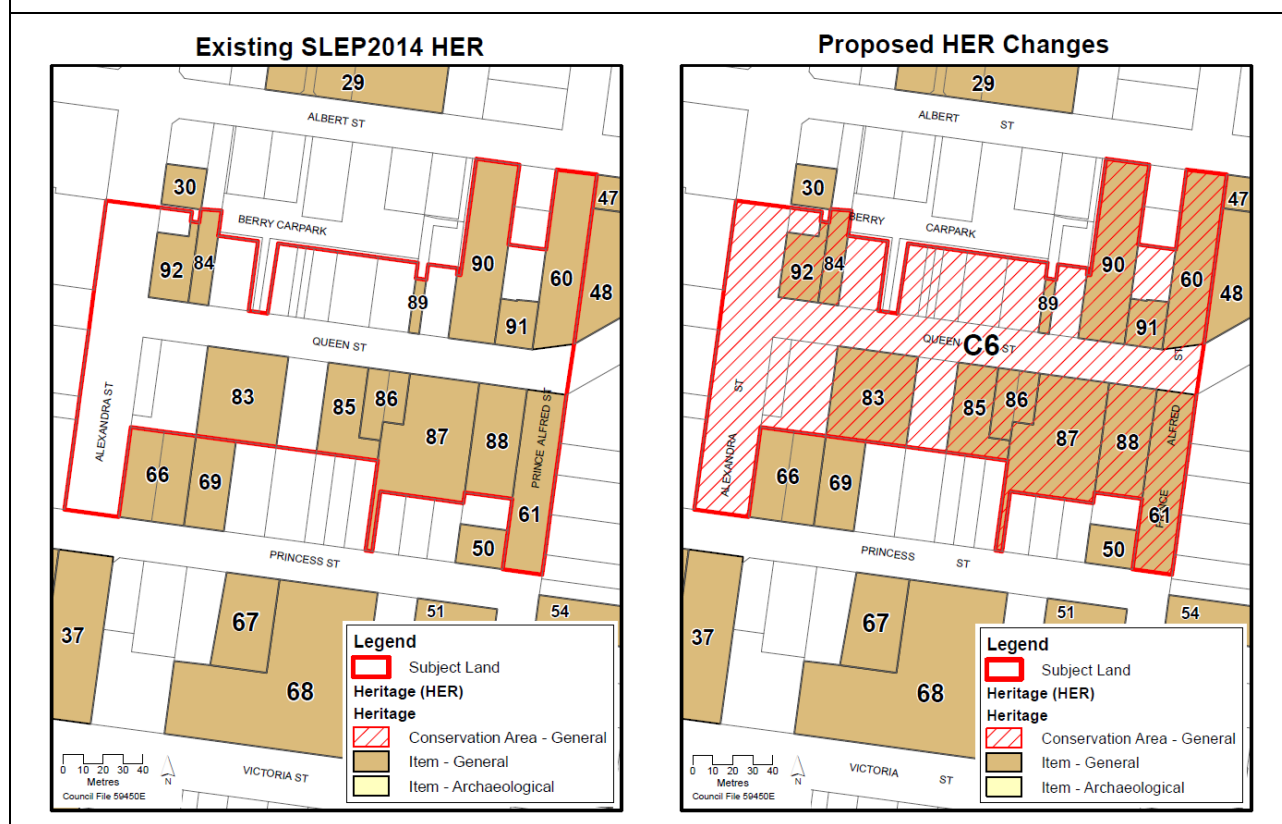 Existing SLEP2014 HER
29
ALBERT ST
30
47
BERRY CARPARK
92
84
90
60
48
89
91
QUEEN ST
83
85
86
87
88
ALEXANDRA ST
PRINCE ALFRED ST
66
69
61
50
PRINCESS ST
51
54
37
67
68
VICTORIA ST
Legend
Subject Land
Heritage (HER)
Heritage
Conservation Area - General
Item - General
Item - Archaeological
0 10 20 30 40
Metres
N
Council File 59450E
Proposed HER Changes
29
ALBERT ST
30
47
BERRY CARPARK
92
84
90
60
48
89
91
QUEEN ST
C6
83
85
86
87
88
ALEXANDRA ST
PRINCE ALFRED ST
66
69
61
50
PRINCESS ST
51
54
37
67
68
VICTORIA ST
Legend
Subject Land
Heritage (HER)
Heritage
Conservation Area - General
Item - General
Item - Archaeological
0 10 20 30 40
Metres
N
Council File 59450E